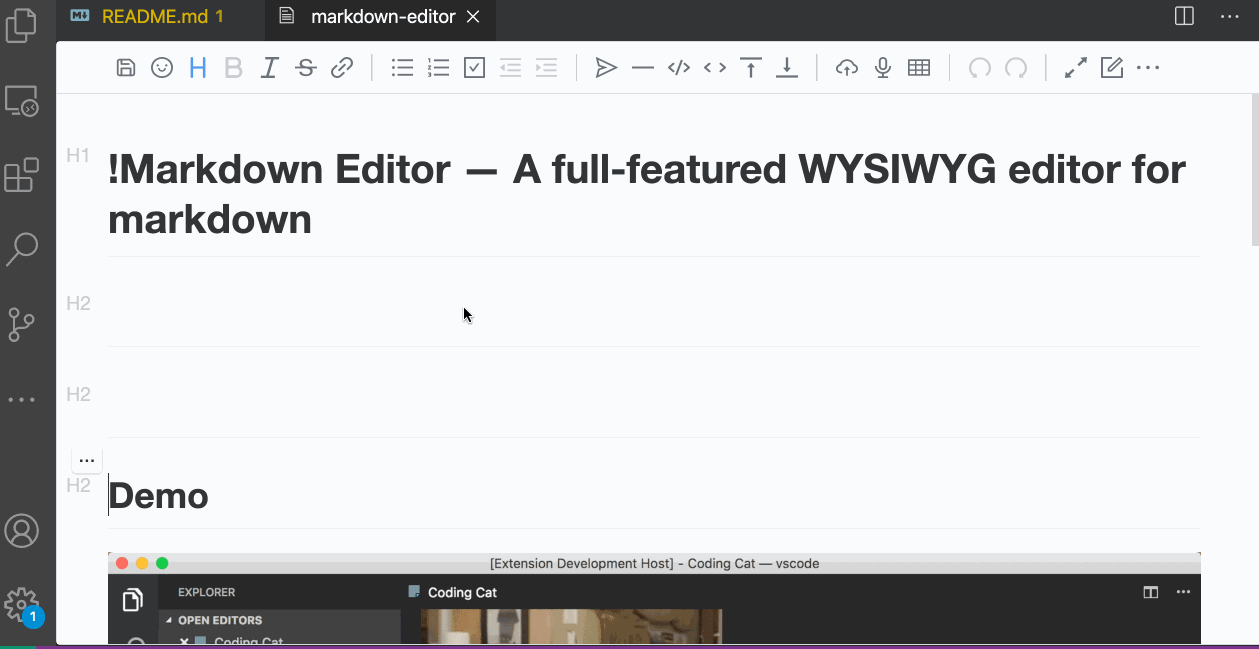 README.md 1
markdown-editor
H1
!Markdown Editor — A full-featured WYSIWYG editor for
markdown
H2
H2
H2
Demo
[Extension Development Host] - Coding Cat — vscode
EXPLORER
Coding Cat
OPEN EDITORS
Coding Cat
1